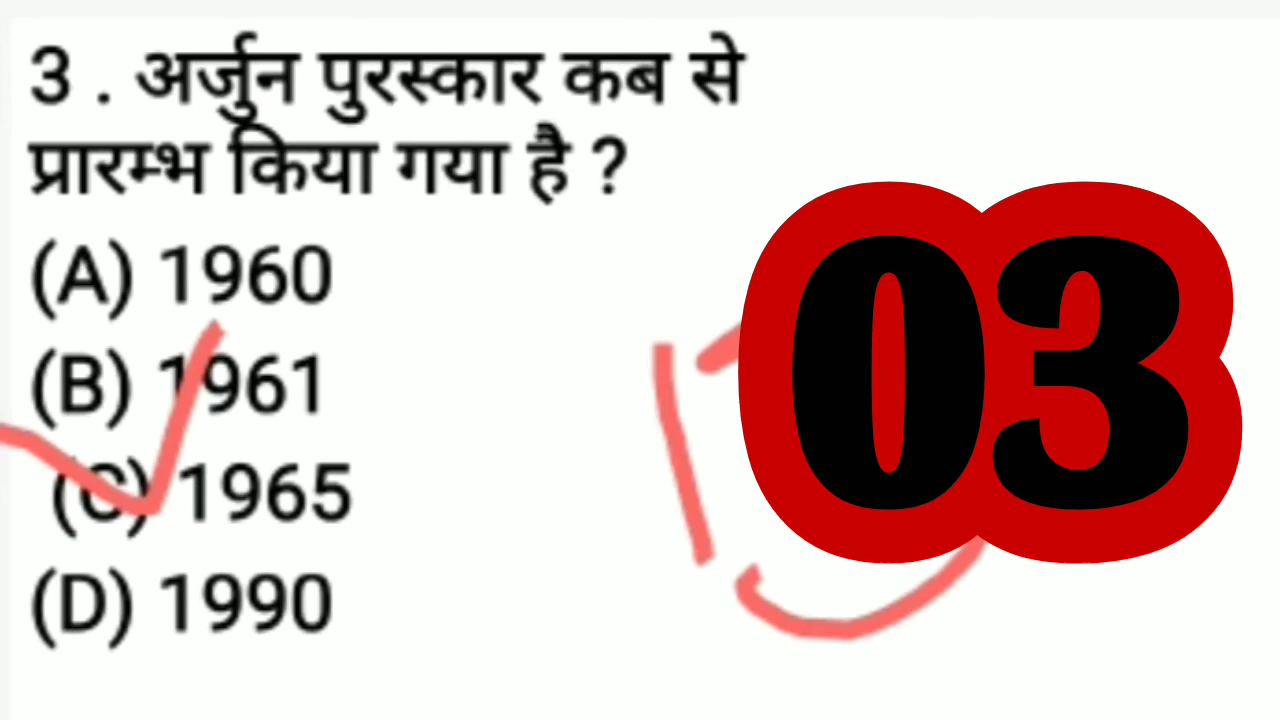 3 . अर्जुन पुरस्कार कब से
प्रारम्भ किया गया है ?
(A) 1960
(B) 1961
(C) 1965
(D) 1990
03